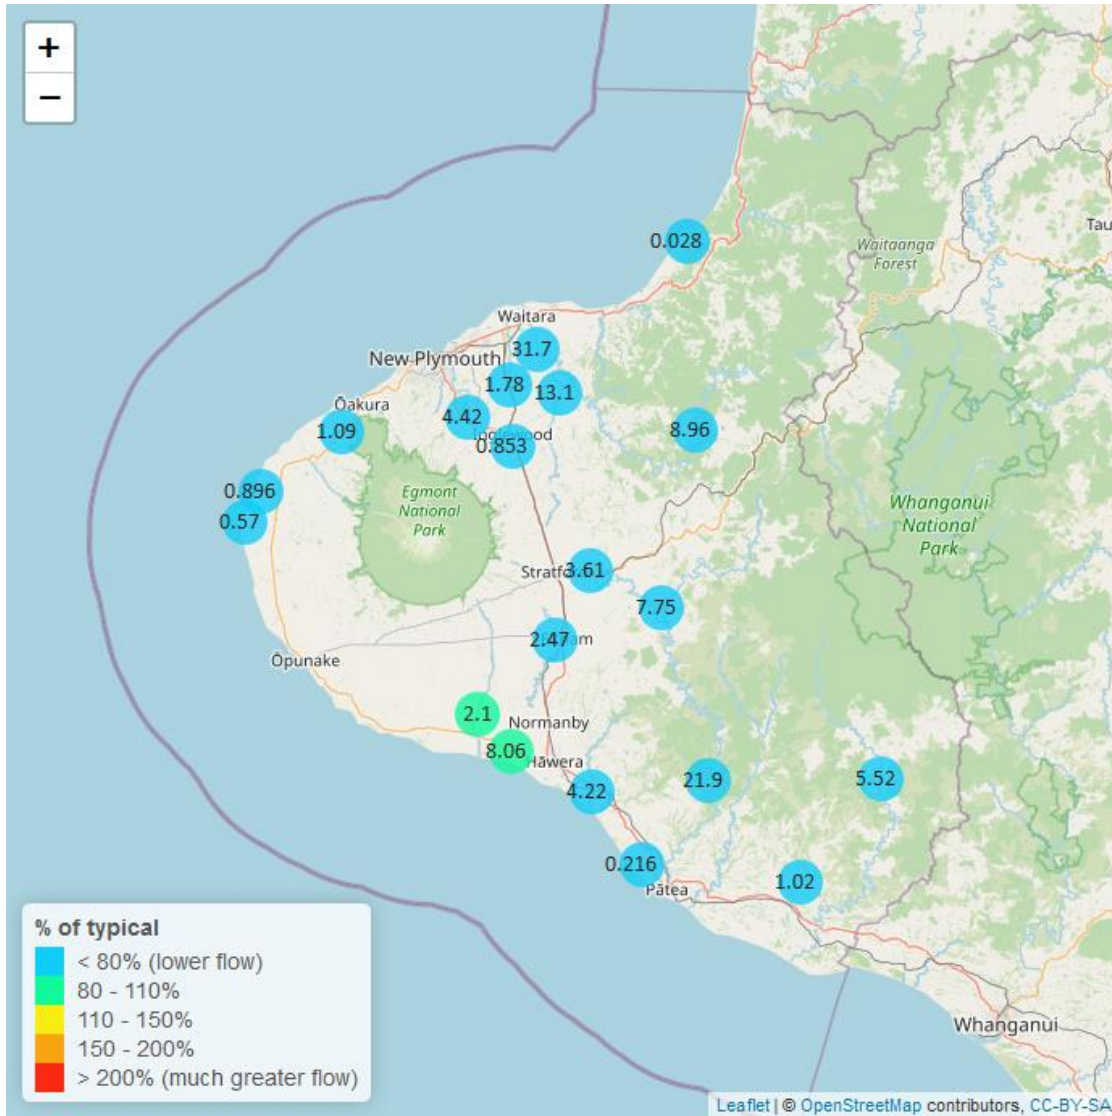 +
−
Tau
Waitaanga
Forest
0.028
Waitara
31.7
New Plymouth
1.78
13.1
Ōakura
4.42
1.09
Inglewood
0.853
8.96
0.896
0.57
Egmont
National
Park
Whanganui
National
Park
Stratfo
3.61
7.75
2.47
am
Ōpunake
2.1
Normanby
8.06
Hāwera
4.22
21.9
5.52
0.216
Pātea
1.02
Whanganui
% of typical
< 80% (lower flow)
80 - 110%
110 - 150%
150 - 200%
> 200% (much greater flow)
Leaflet | © OpenStreetMap contributors, CC-BY-SA